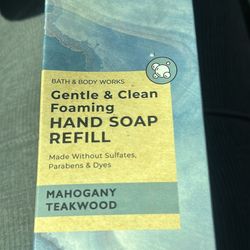 BATH & BODY WORKS
Gentle & Clean
Foaming
HAND SOAP
REFILL
Made Without Sulfates,
Parabens & Dyes
MAHOGANY
TEAKWOOD